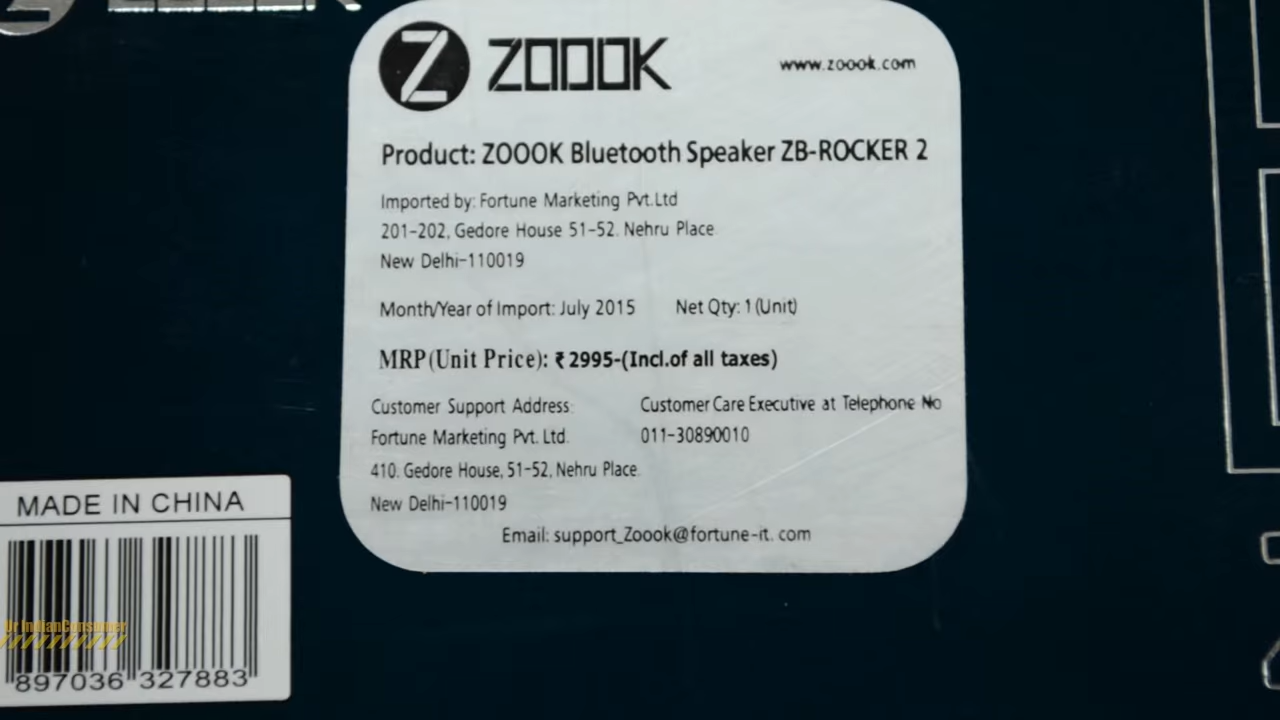 ZOOOK
www.zoook.com
Product: ZOOOK Bluetooth Speaker ZB-ROCKER 2
Imported by: Fortune Marketing Pvt.Ltd
201-202, Gedore House 51-52. Nehru Place
New Delhi-110019
Month/Year of Import: July 2015 Net Qty: 1 (Unit)
MRP (Unit Price): ₹ 2995-(Incl.of all taxes)
Customer Support Address: Customer Care Executive at Telephone No
Fortune Marketing Pvt. Ltd. 011-30890010
410. Gedore House, 51-52, Nehru Place.
New Delhi-110019
Email: support_Zoook@fortune-it. com
MADE IN CHINA
Ur IndianConsumer
897036 327883